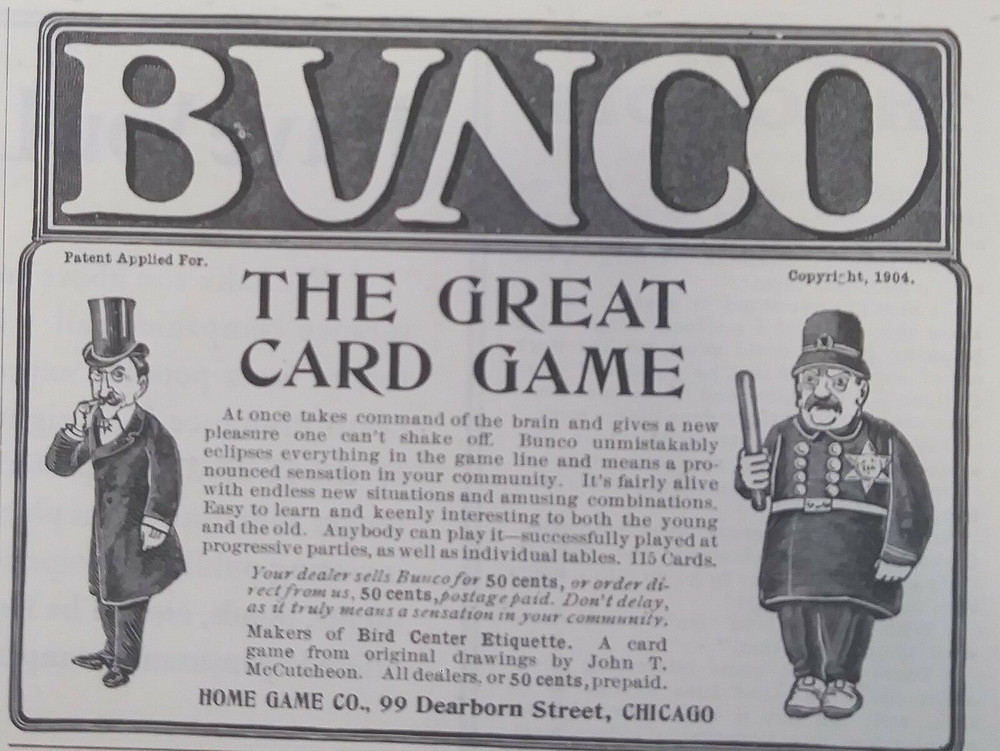 BUNCO
Patent Applied For.
Copyright, 1904.
THE GREAT
CARD GAME
At once takes command of the brain and gives a new
pleasure one can't shake off. Bunco unmistakably
eclipses everything in the game line and means a pro-
nounced sensation in your community. It's fairly alive
with endless new situations and amusing combinations.
Easy to learn and keenly interesting to both the young
and the old. Anybody can play it—successfully played at
progressive parties, as well as individual tables. 115 Cards.
Your dealer sells Bunco for 50 cents, or order di-
rect from us, 50 cents, postage paid. Don't delay,
as it truly means a sensation in your community.
Makers of Bird Center Etiquette. A card
game from original drawings by John T.
McCutcheon. All dealers, or 50 cents, prepaid.
HOME GAME CO., 99 Dearborn Street, CHICAGO